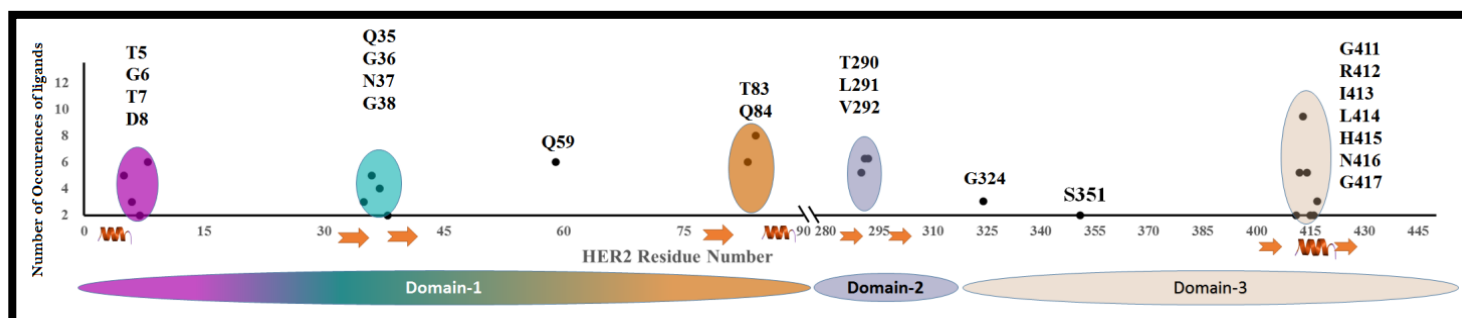 Number of Occurences of ligands
12
10
8
6
4
2
T5
G6
T7
D8
Q35
G36
N37
G38
Q59
T83
Q84
T290
L291
V292
G324
S351
G411
R412
I413
L414
H415
N416
G417
0 15 30 45 60 75 90 280 295 310 325 340 355 370 385 400 415 430 445
HER2 Residue Number
Domain-1 Domain-2 Domain-3